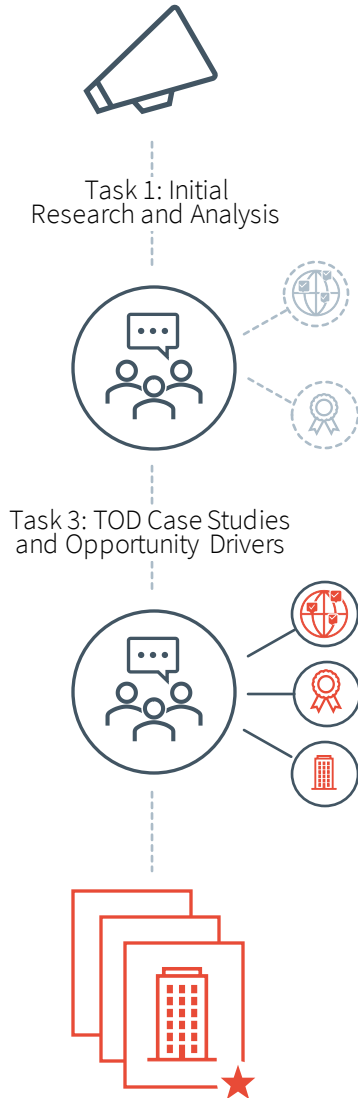 Task 1: Initial
Research and Analysis
Task 3: TOD Case Studies
and Opportunity Drivers